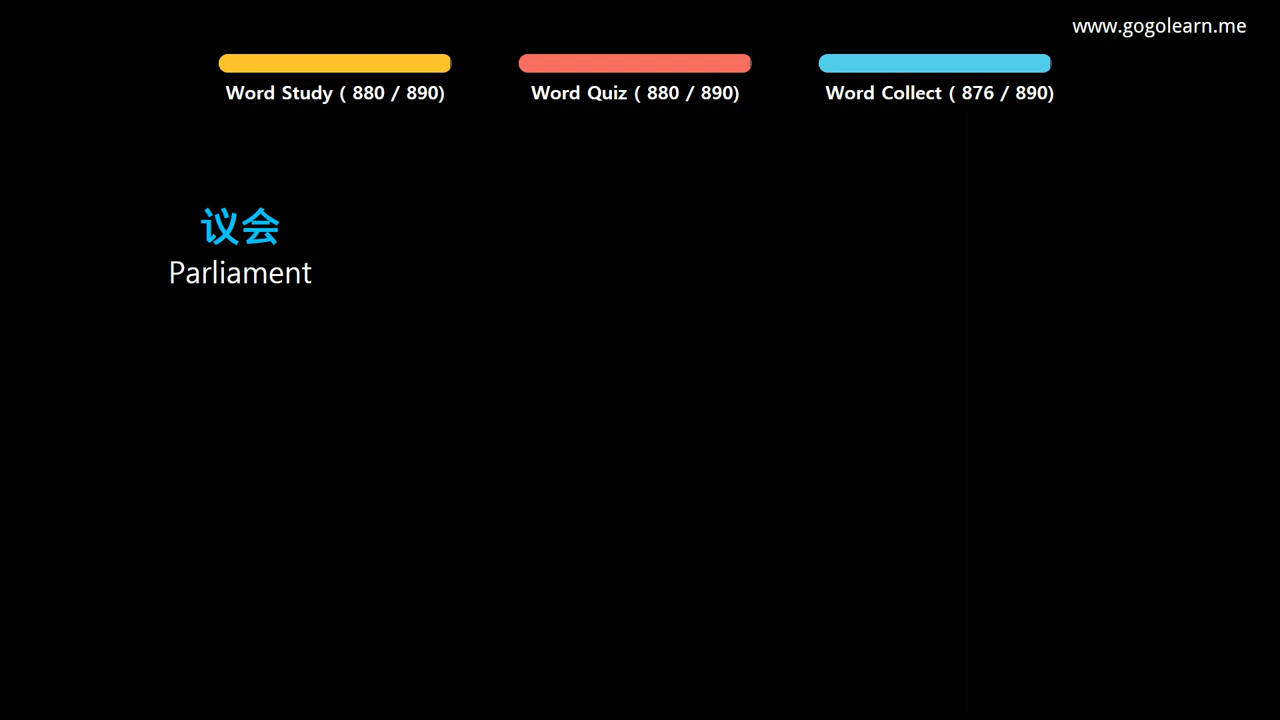 www.gogolearn.me
Word Study ( 880 / 890)
Word Quiz ( 880 / 890)
Word Collect ( 876 / 890)
议会
Parliament